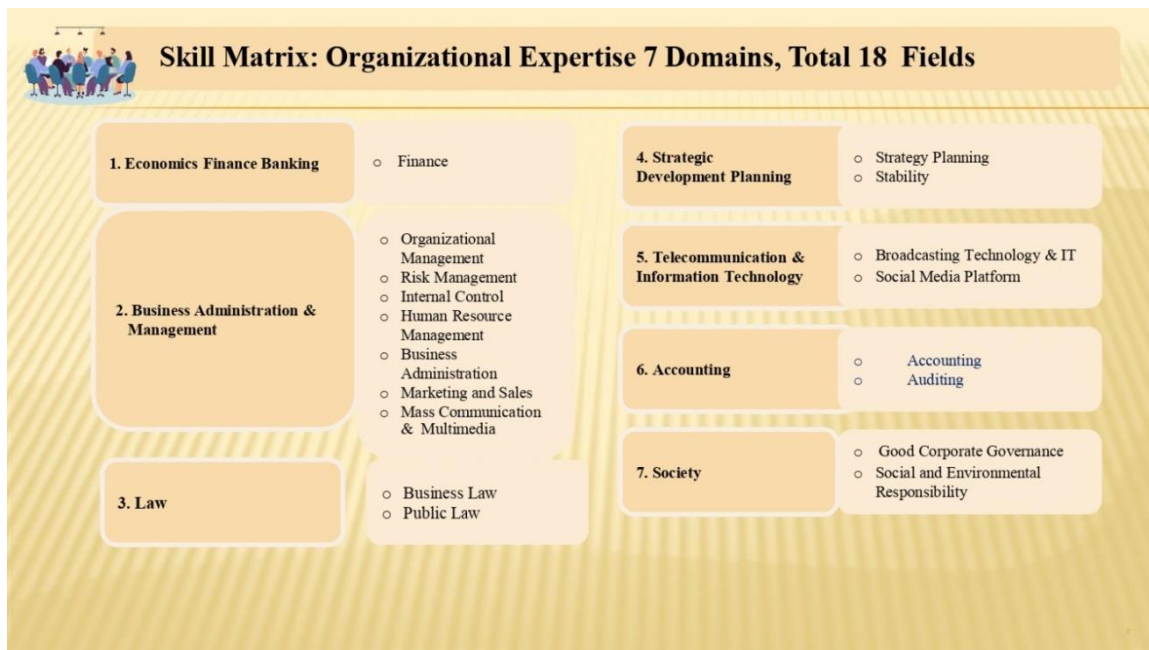 Skill Matrix: Organizational Expertise 7 Domains, Total 18 Fields
1. Economics Finance Banking
o Finance
2. Business Administration &
Management
o Organizational
Management
o Risk Management
o Internal Control
o Human Resource
Management
o Business
Administration
o Marketing and Sales
o Mass Communication
& Multimedia
3. Law
o Business Law
o Public Law
4. Strategic
Development Planning
o Strategy Planning
o Stability
5. Telecommunication &
Information Technology
o Broadcasting Technology & IT
o Social Media Platform
6. Accounting
o Accounting
o Auditing
7. Society
o Good Corporate Governance
o Social and Environmental
Responsibility